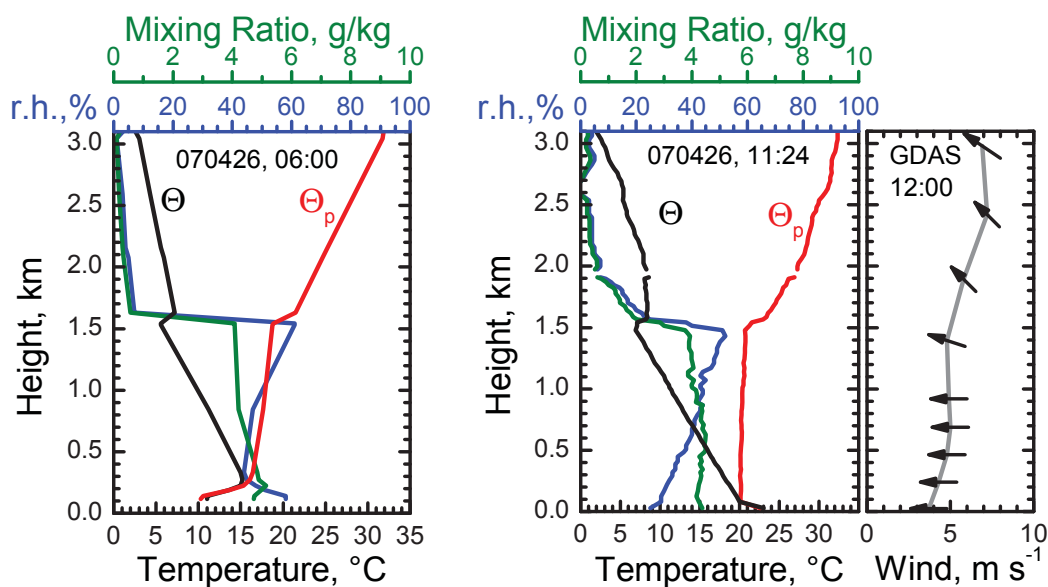 Mixing Ratio, g/kg
0 2 4 6 8 10
r.h.,% 0 20 40 60 80 100
070426, 06:00
Θ
Θp
3.0
2.5
2.0
1.5
1.0
0.5
0.0
Height, km
0 5 10 15 20 25 30 35
Temperature, °C
Mixing Ratio, g/kg
0 2 4 6 8 10
0 20 40 60 80 100
070426, 11:24
Θ
Θp
3.0
2.5
2.0
1.5
1.0
0.5
0.0
Height, km
0 5 10 15 20 25 30
Temperature, °C
GDAS
12:00
0 5 10
Wind, m s-1